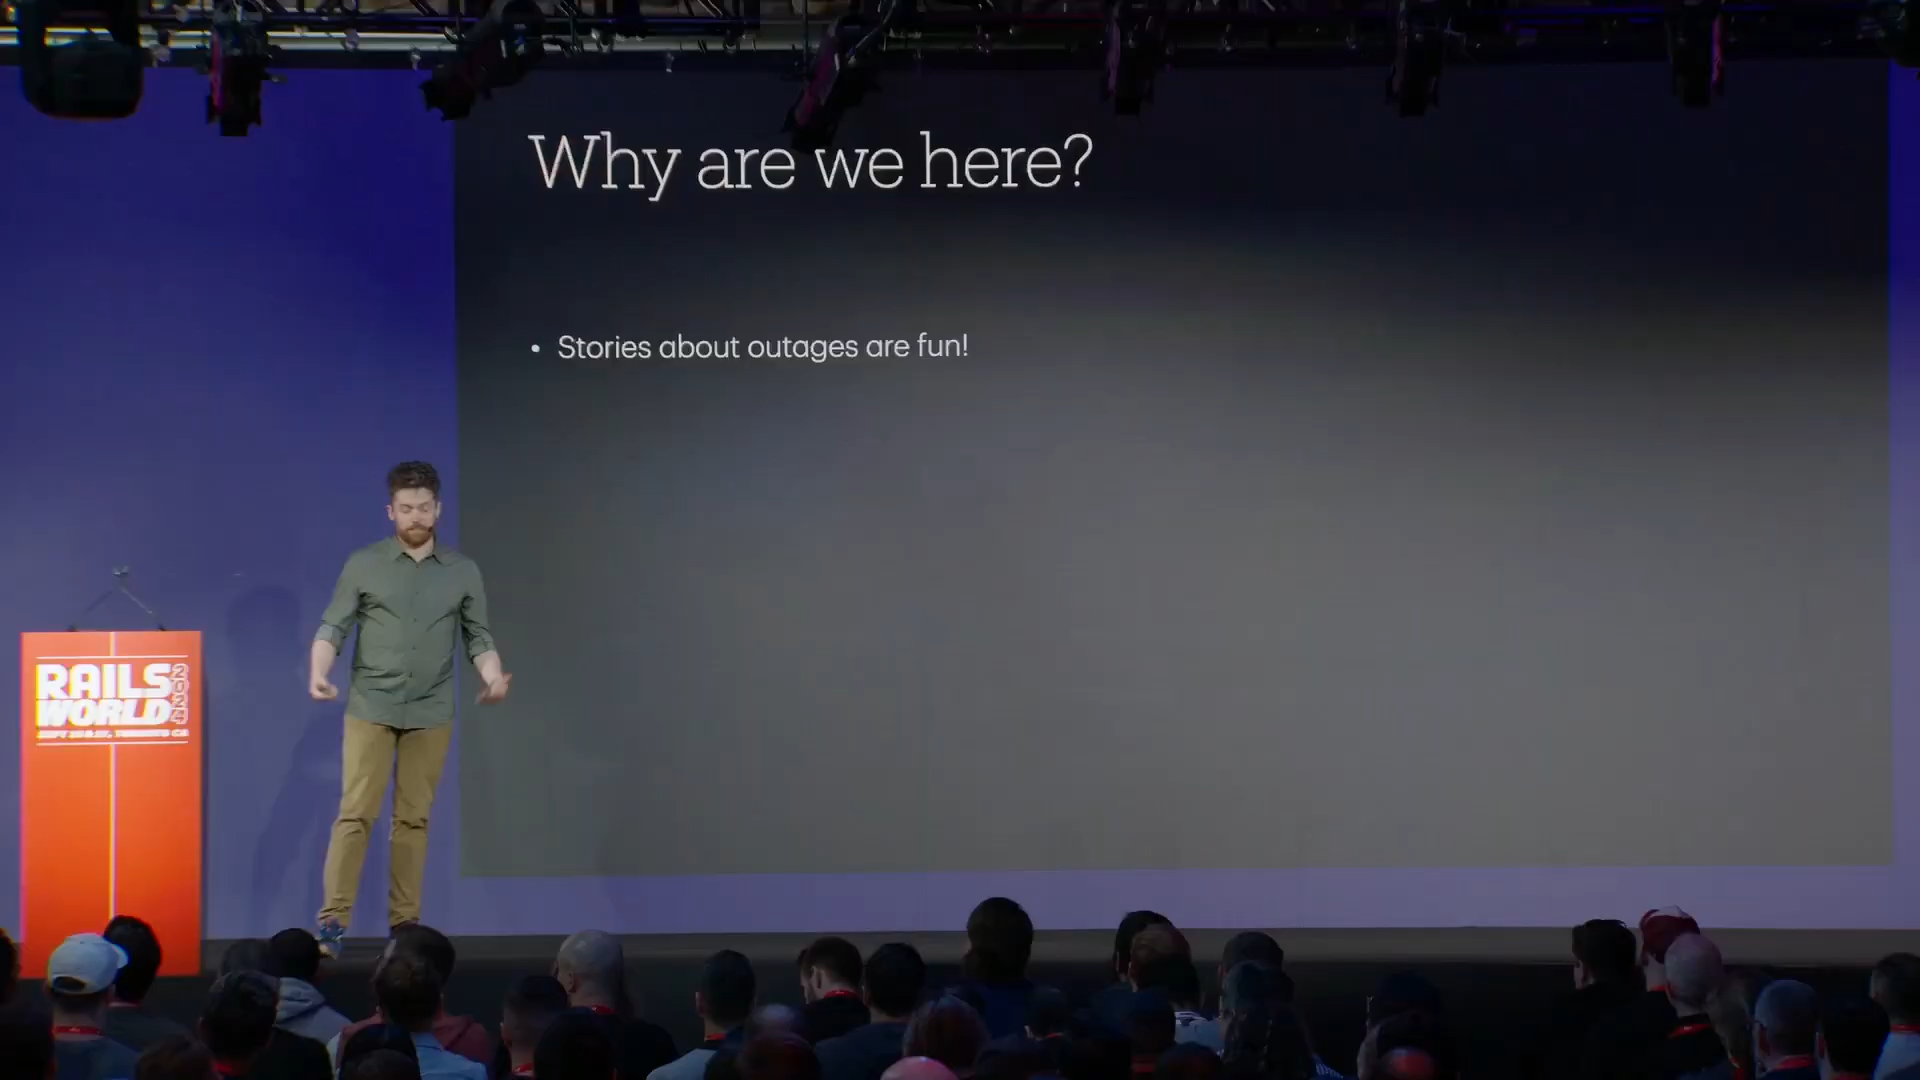 Why are we here?
• Stories about outages are fun!
RAILS
WORLD
2024